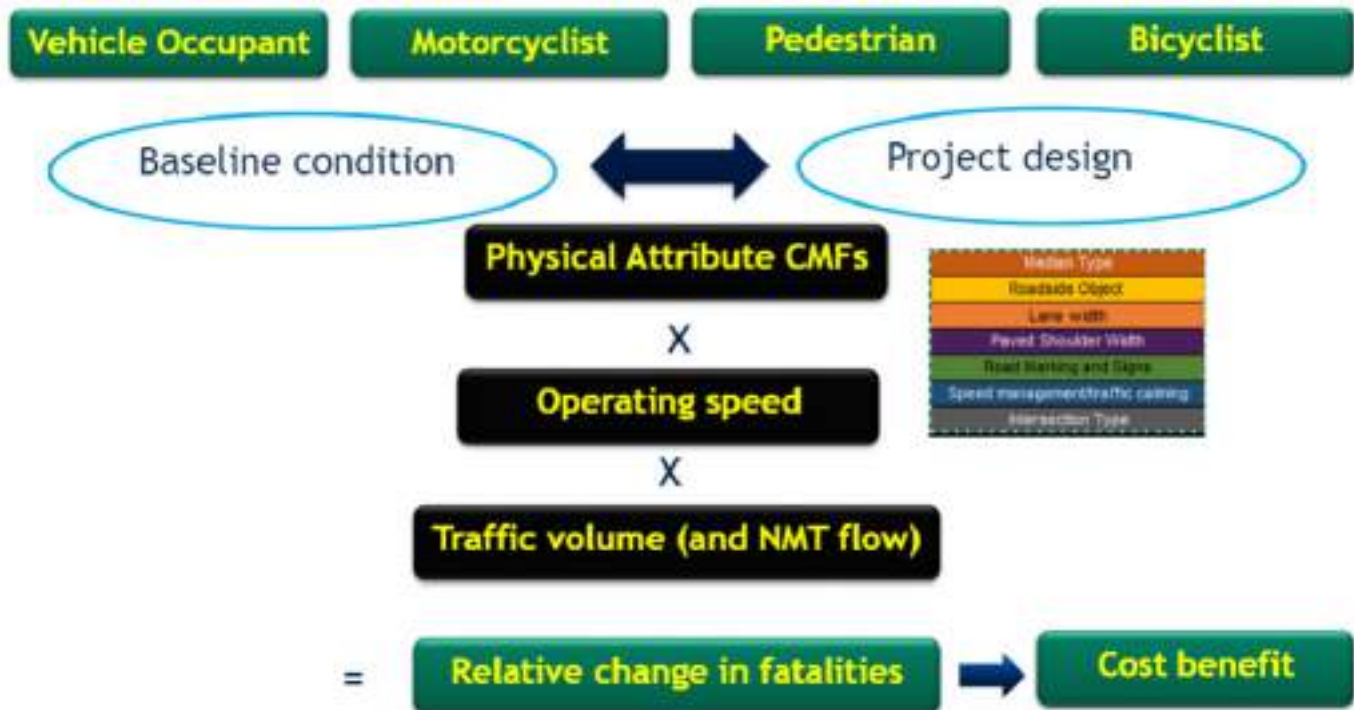 Vehicle Occupant
Motorcyclist
Pedestrian
Bicyclist
Baseline condition
Project design
Physical Attribute CMFs
Median Type
Roadside Object
Lane width
Paved Shoulder Width
Road Marking and Signs
Speed management/traffic calming
Intersection Type
X
Operating speed
X
Traffic volume (and NMT flow)
= Relative change in fatalities
Cost benefit